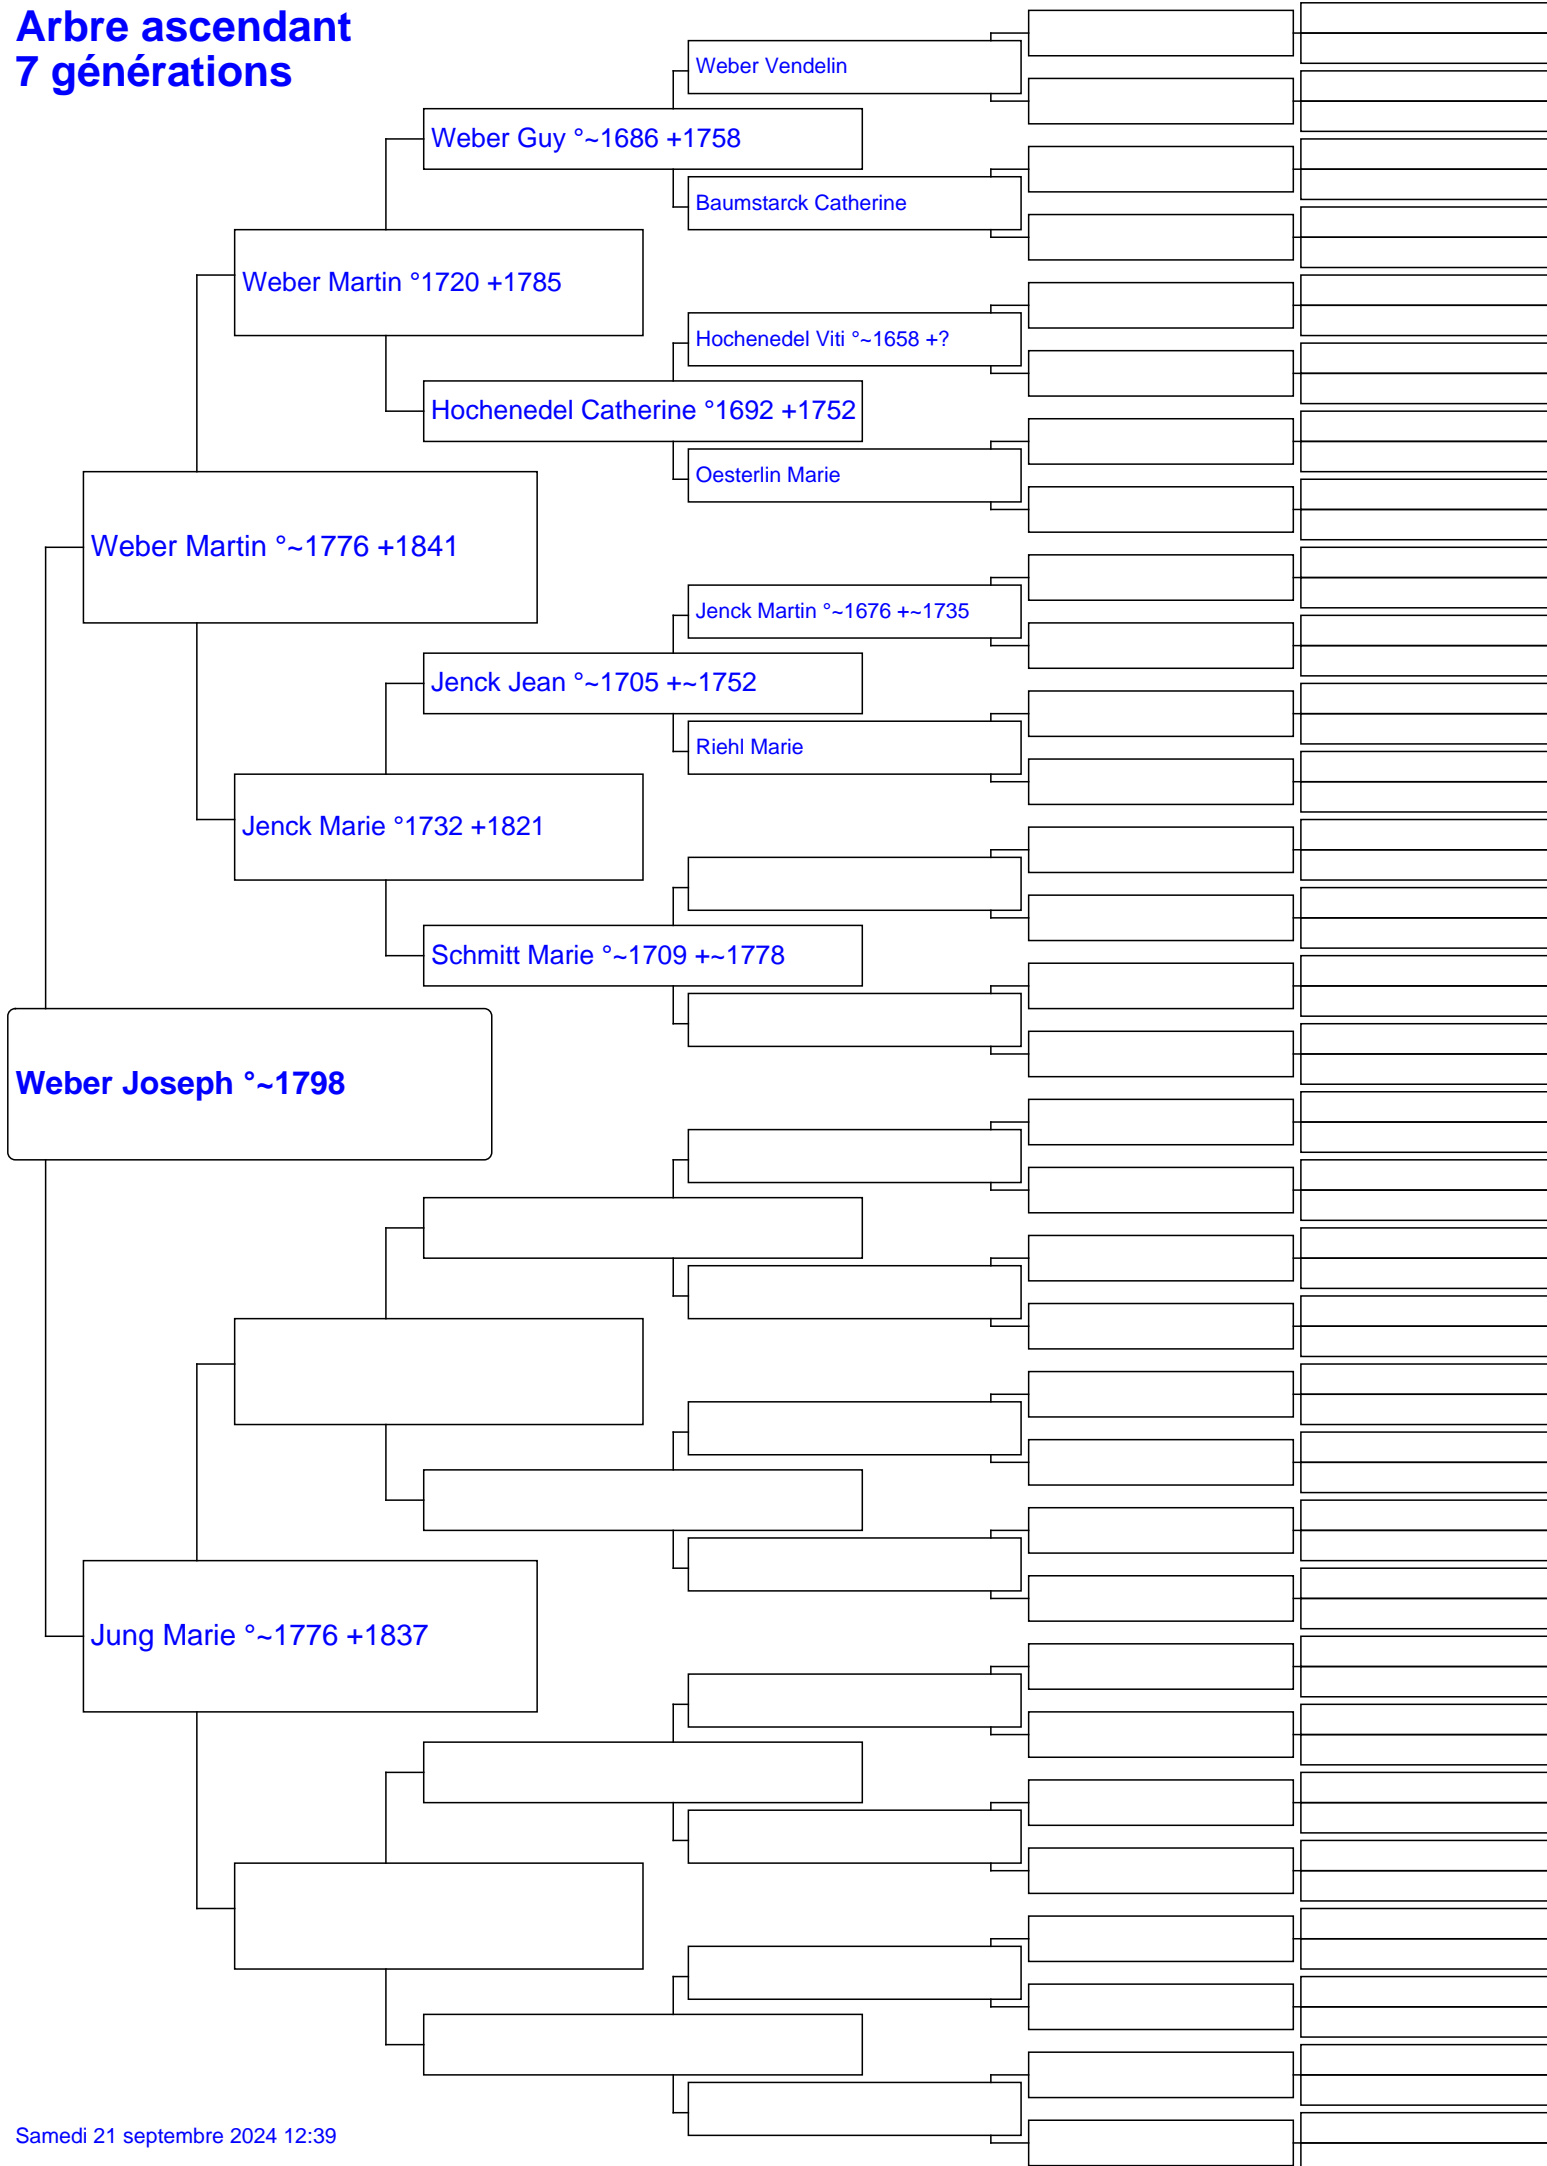 Arbre ascendant
7 générations
Weber Vendelin
Weber Guy °~1686 +1758
Baumstarck Catherine
Weber Martin °1720 +1785
Hochenedel Viti °~1658 +?
Hochenedel Catherine °1692 +1752
Oesterlin Marie
Weber Martin °~1776 +1841
Jenck Martin °~1676 +~1735
Jenck Jean °~1705 +~1752
Riehl Marie
Jenck Marie °1732 +1821
Schmitt Marie °~1709 +~1778
Weber Joseph °~1798
Jung Marie °~1776 +1837
Samedi 21 septembre 2024 12:39